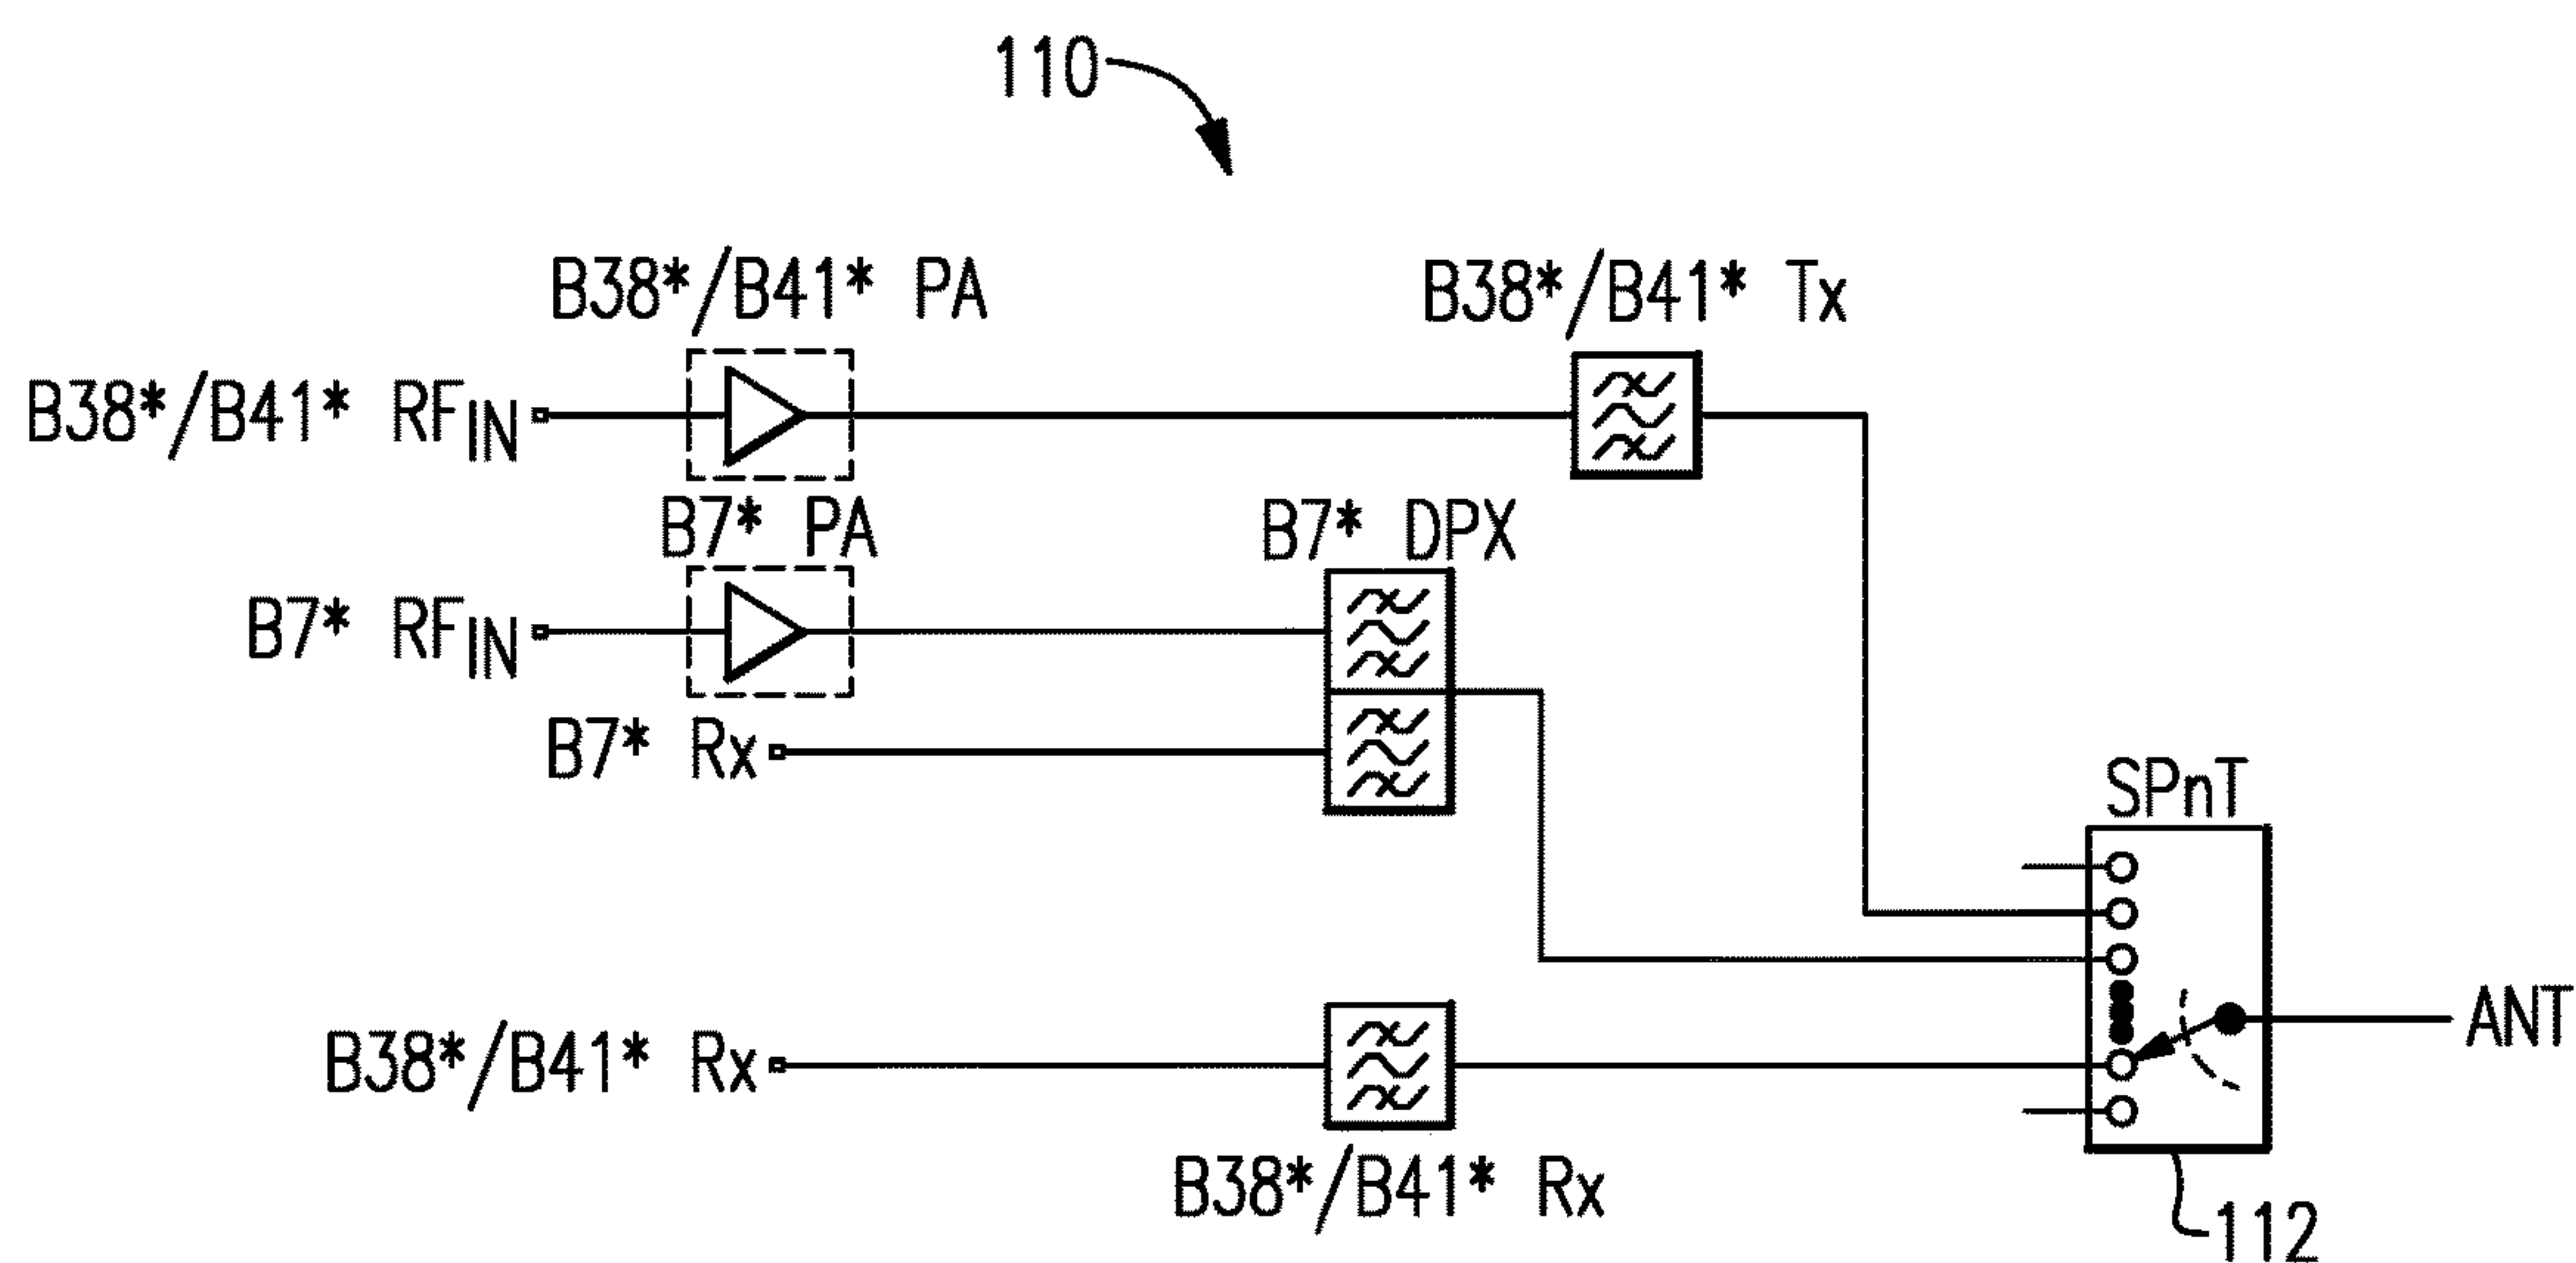 110
B38*/B41* PA
B38*/B41* Tx
B38*/B41* RFIN
B7* PA
B7* DPX
B7* RFIN
B7* Rx
SPnT
ANT
B38*/B41* Rx
B38*/B41* Rx
112